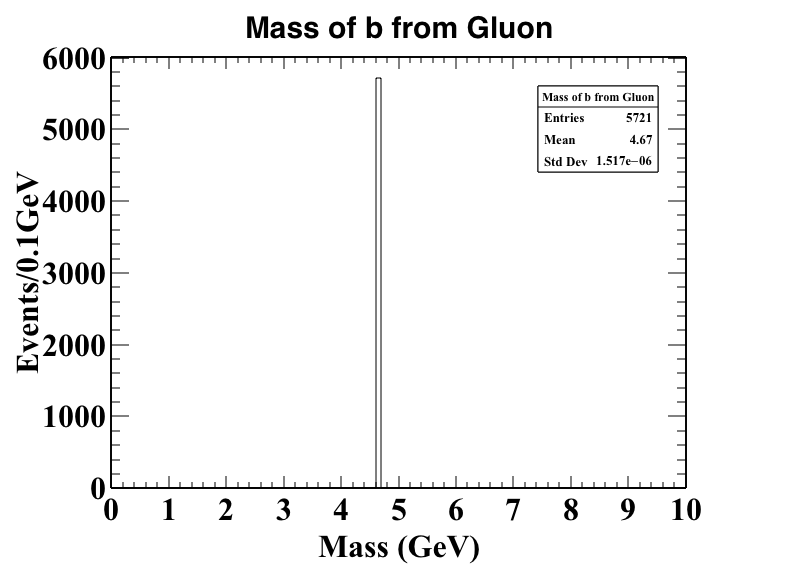 Mass of b from Gluon
6000
5000
4000
3000
2000
1000
0
Events/0.1GeV
Mass of b from Gluon
Entries 5721
Mean 4.67
Std Dev 1.517e−06
0 1 2 3 4 5 6 7 8 9 10
Mass (GeV)